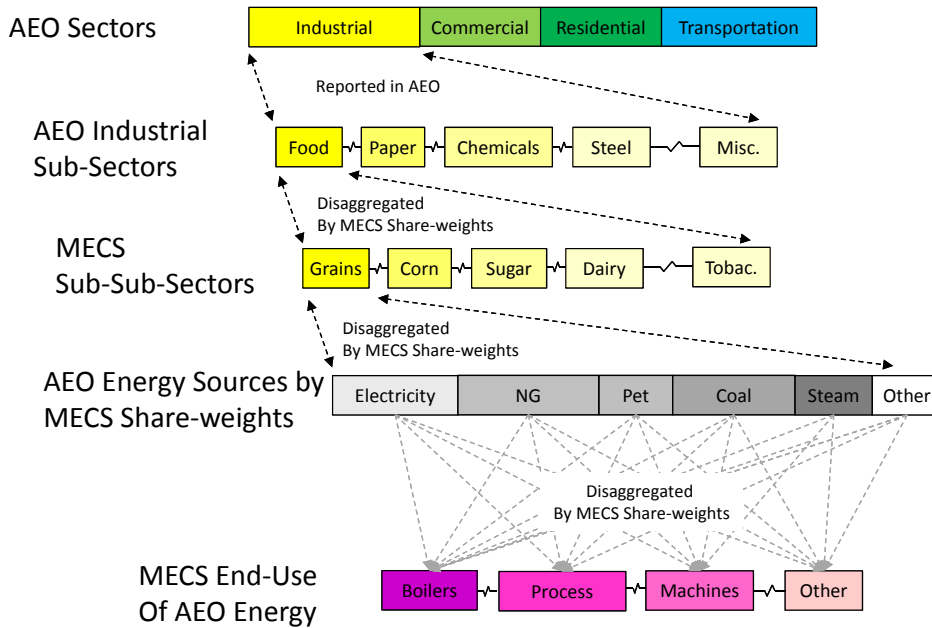 AEO Sectors
Industrial
Commercial
Residential
Transportation
Reported in AEO
AEO Industrial
Sub-Sectors
Food
Paper
Chemicals
Steel
Misc.
Disaggregated
By MECS Share-weights
MECS
Sub-Sub-Sectors
Grains
Corn
Sugar
Dairy
Tobac.
Disaggregated
By MECS Share-weights
AEO Energy Sources by
MECS Share-weights
Electricity
NG
Pet
Coal
Steam
Other
Disaggregated
By MECS Share-weights
MECS End-Use
Of AEO Energy
Boilers
Process
Machines
Other